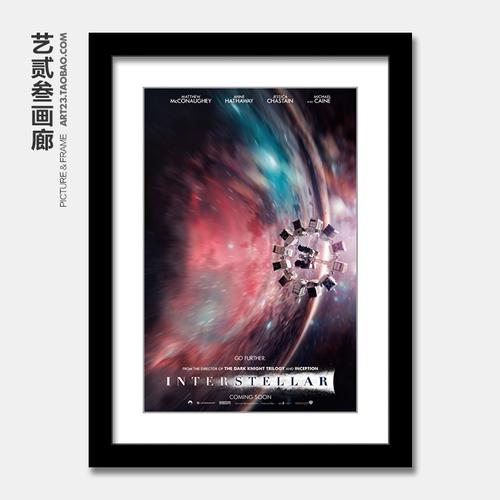 艺贰叁画廊
PICTURE & FRAME ART23.TAOBAO.COM
MATTHEW McCONAUGHEY
ANNE HATHAWAY
JESSICA CHASTAIN
AND MICHAEL CAINE
GO FURTHER.
FROM THE DIRECTOR OF THE DARK KNIGHT TRILOGY AND INCEPTION
INTERSTELLAR
COMING SOON